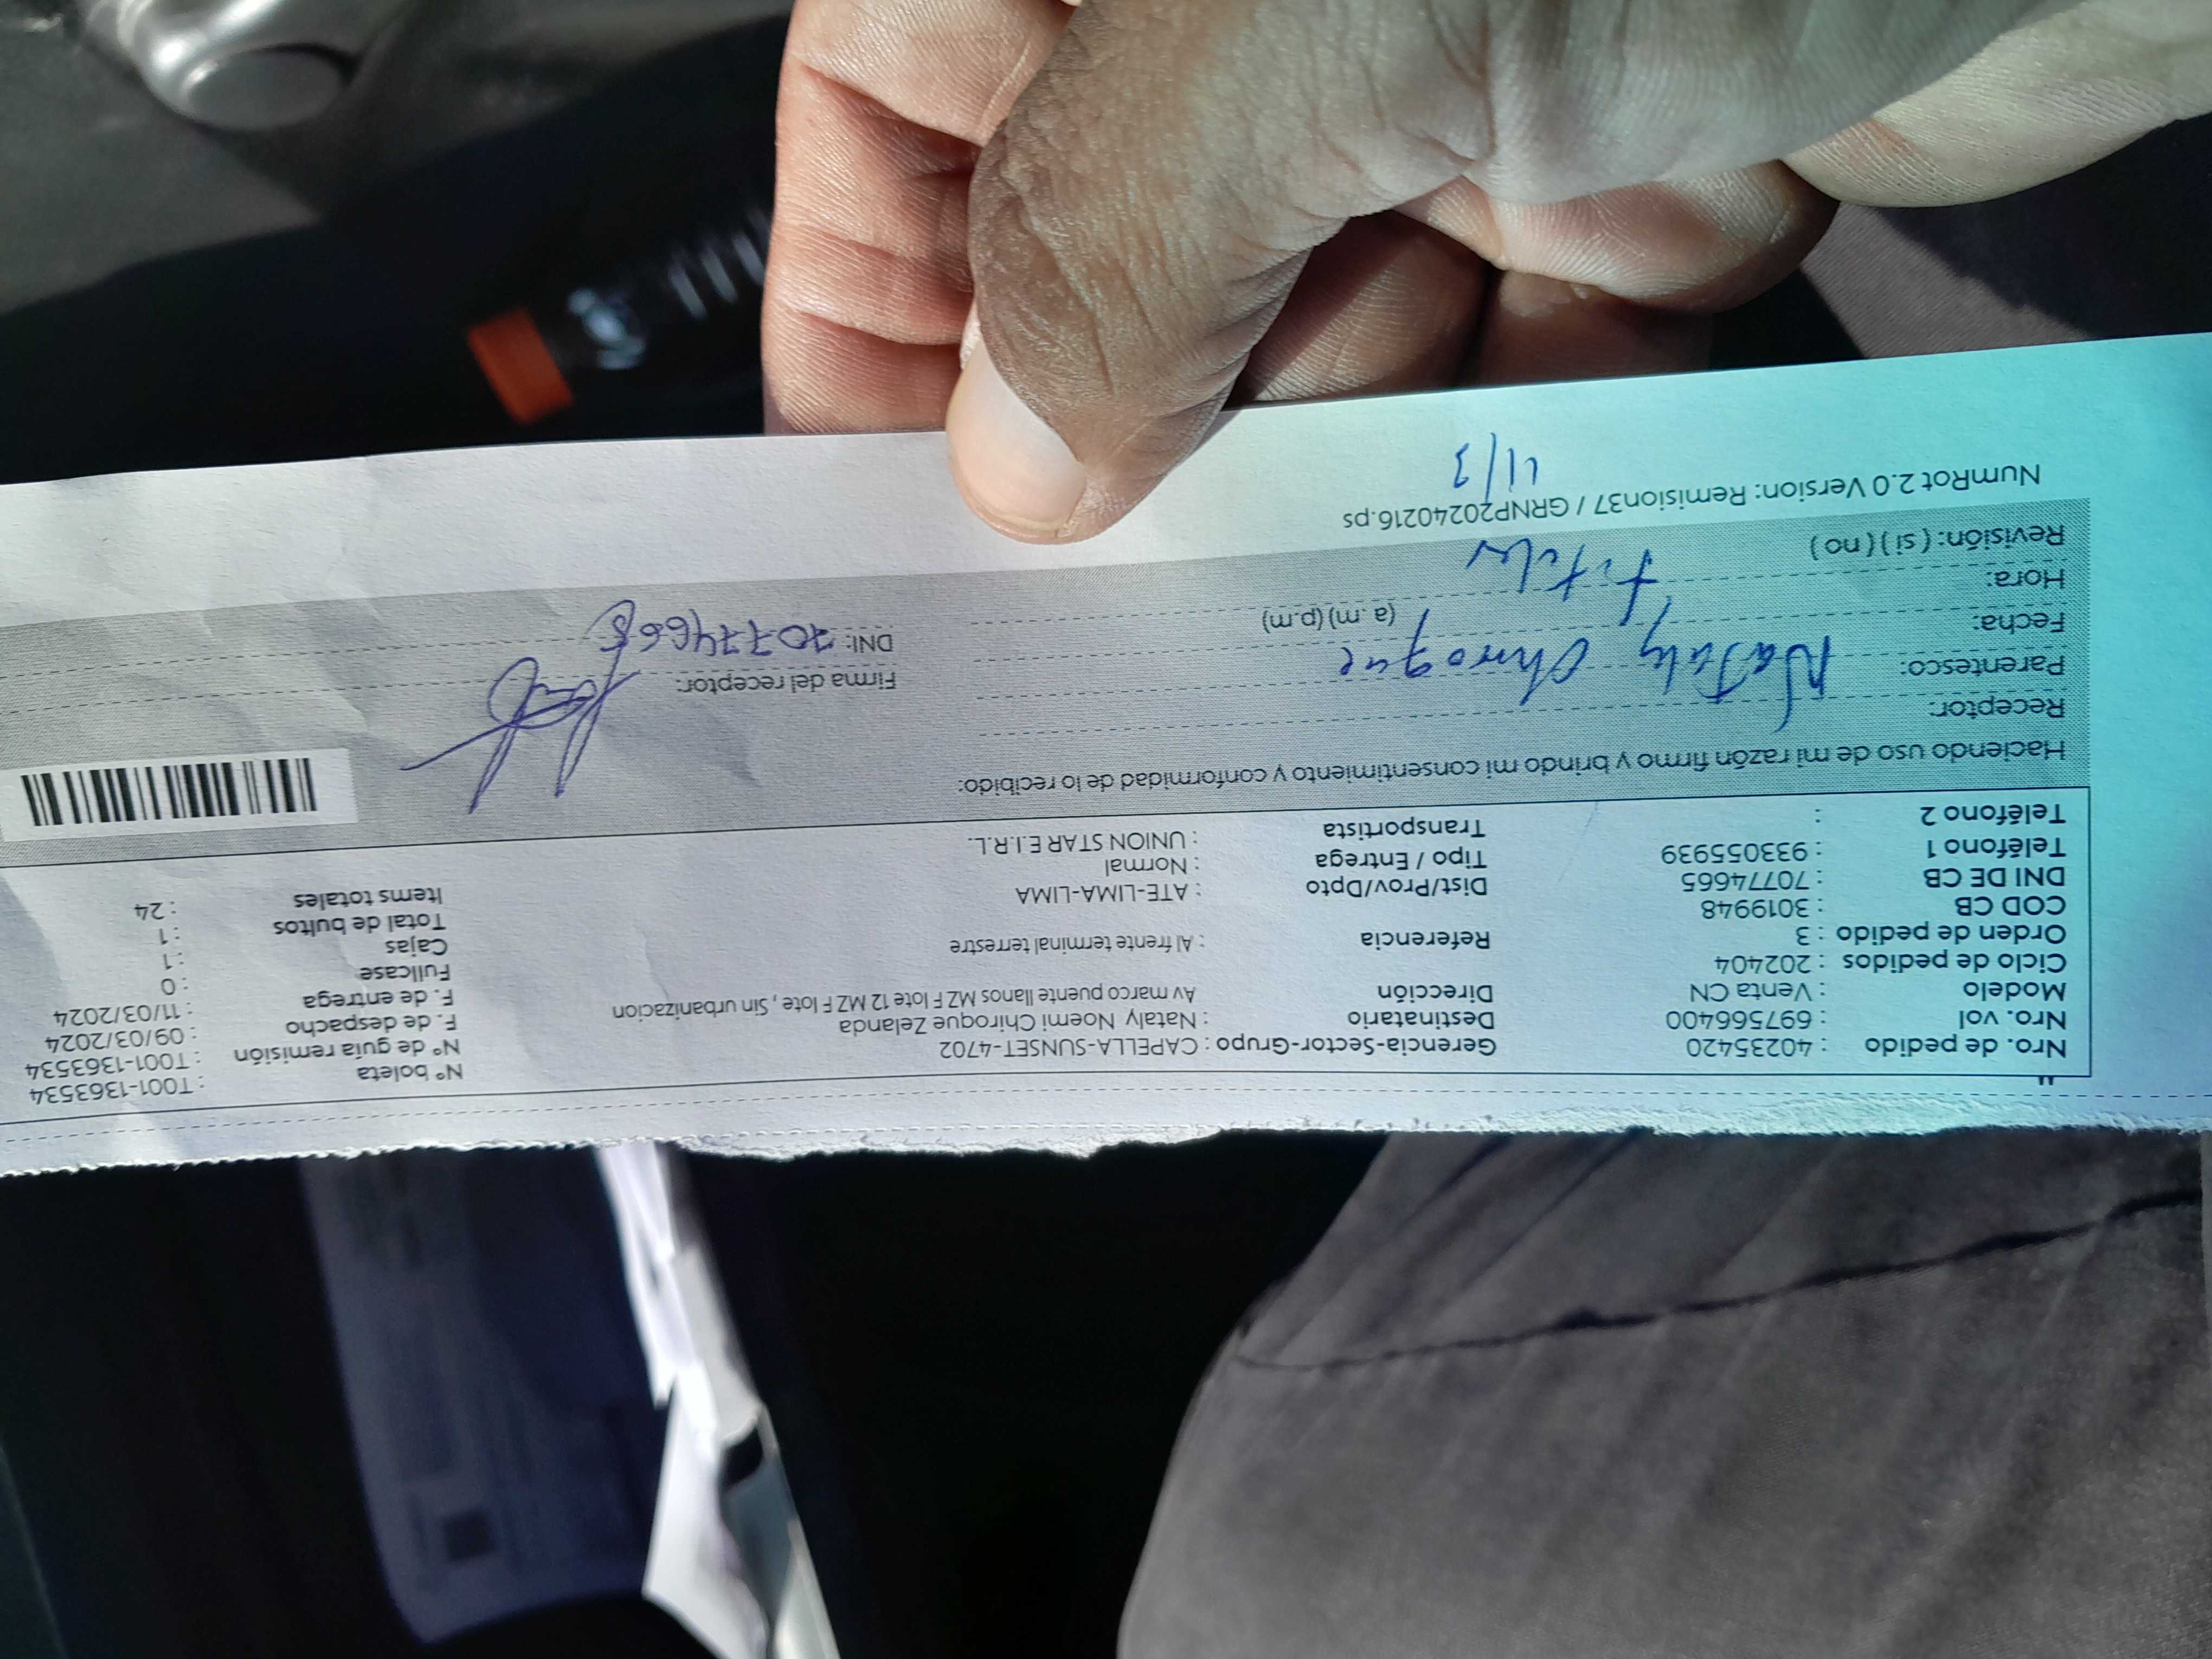 Nro. de pedido : 40235420 Gerencia-Sector-Grupo : CAPELLA-SUNSET-4702 N° boleta : T001-1363534
Nro. vol : 697566400 Destinatario : Nataly Noemi Chiroque Zelanda N° de guía remisión : T001-1363534
Modelo : Venta CN Dirección Av marco puente llanos MZ F lote 12 MZ F lote , Sin urbanizacion F. de despacho : 09/03/2024
Ciclo de pedidos : 202404 F. de entrega : 11/03/2024
Orden de pedido : 3 Referencia : Al frente terminal terrestre Fullcase : 0
COD CB : 3019948 Cajas : 1
DNI DE CB : 70774665 Dist/Prov/Dpto : ATE-LIMA-LIMA Total de bultos : 1
Teléfono 1 : 933055939 Tipo / Entrega : Normal Items totales : 24
Teléfono 2 : Transportista : UNION STAR E.I.R.L.
Haciendo uso de mi razón firmo y brindo mi consentimiento y conformidad de lo recibido:
Receptor: Nataly Chiroque
Parentesco: Firma del receptor:
Fecha: DNI: 70774665
Hora: (a. m) (p.m)
Revisión: ( si ) ( no )
NumRot 2.0 Version: Remision37 / GRNP20240216.ps
11/3